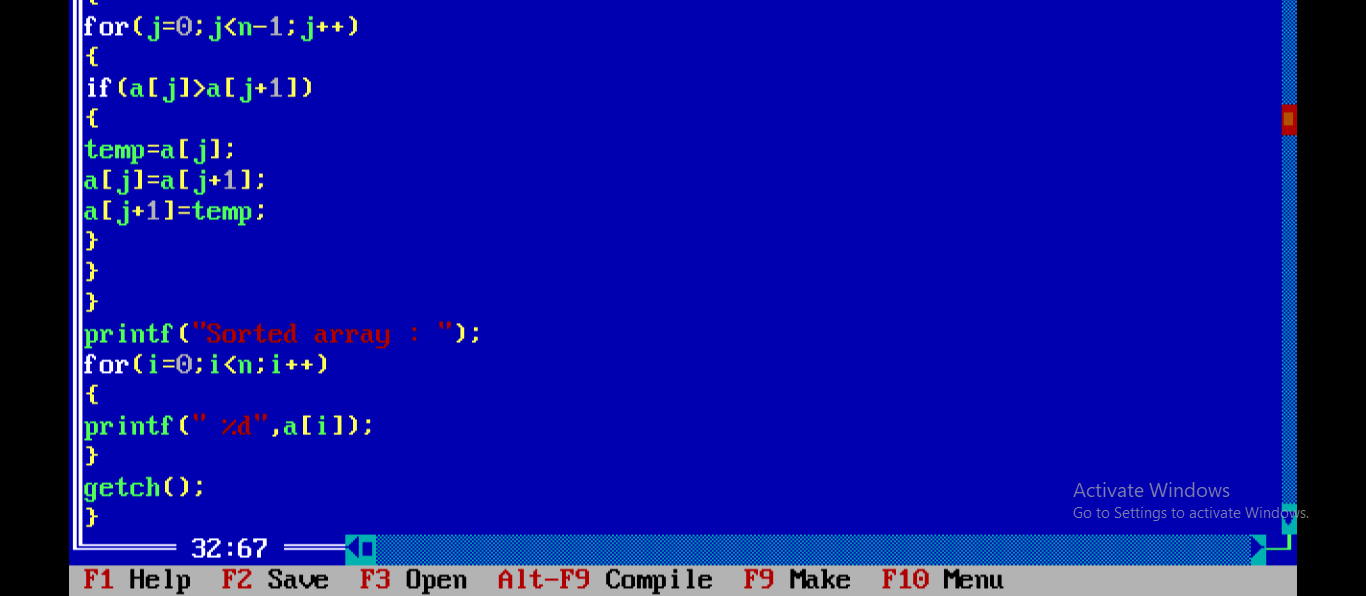 {
for(j=0;j<n-1;j++)
{
if(a[j]>a[j+1])
{
temp=a[j];
a[j]=a[j+1];
a[j+1]=temp;
}
}
}
printf("Sorted array : ");
for(i=0;i<n;i++)
{
printf(" %d",a[i]);
}
getch();
}
Activate Windows
Go to Settings to activate Windows.
32:67
F1 Help F2 Save F3 Open Alt-F9 Compile F9 Make F10 Menu